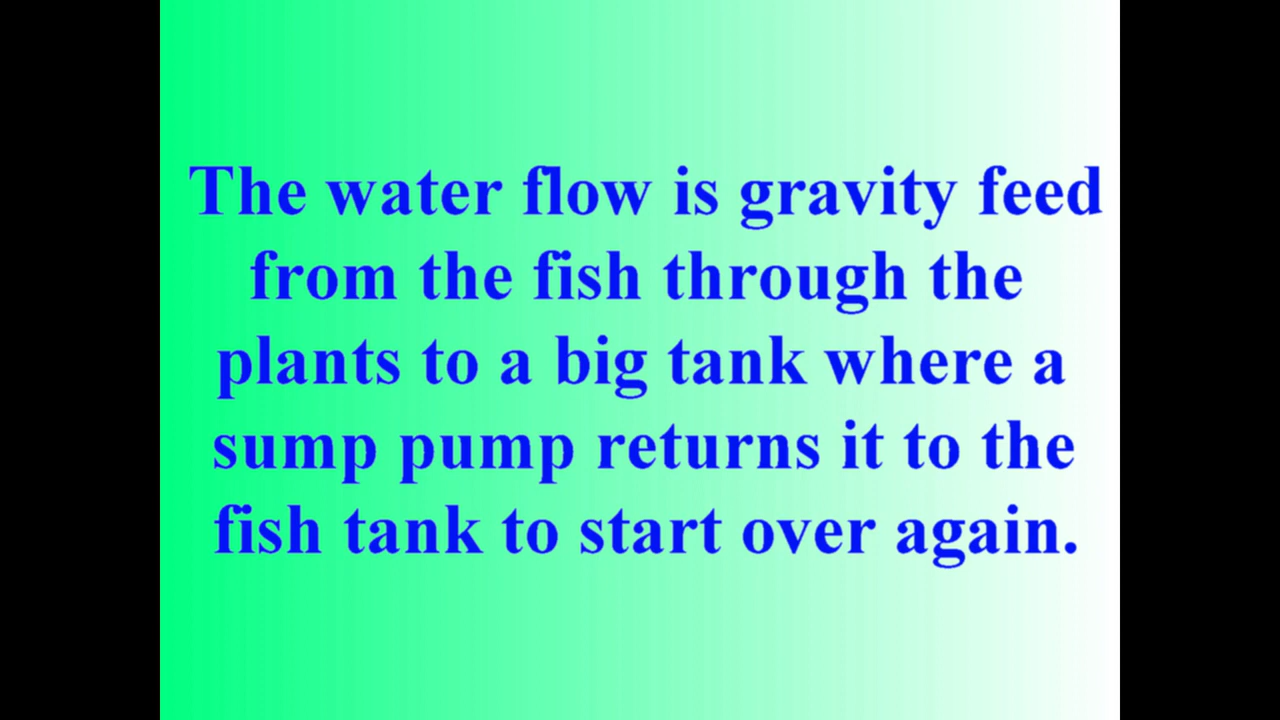 The water flow is gravity feed
from the fish through the
plants to a big tank where a
sump pump returns it to the
fish tank to start over again.